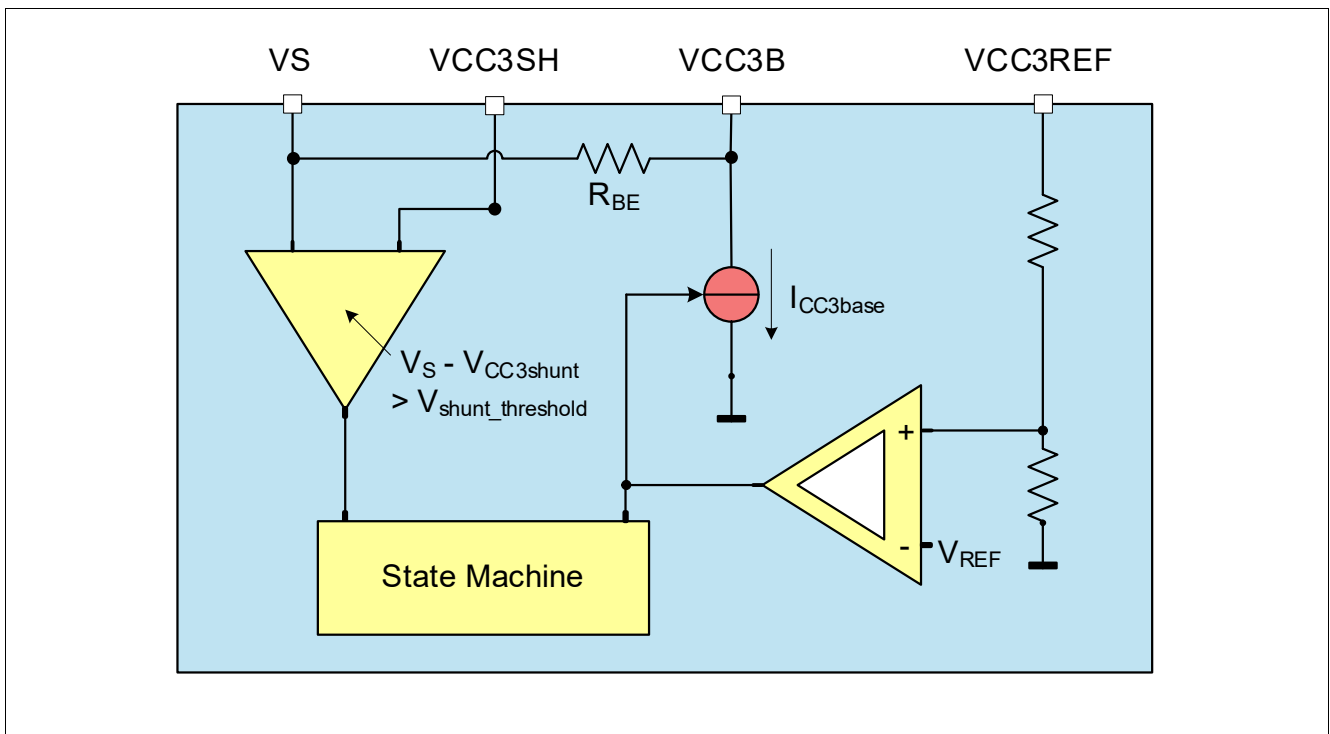 VS VCC3SH VCC3B VCC3REF
RBE
ICC3base
VS - VCC3shunt
> Vshunt_threshold
+
- VREF
State Machine